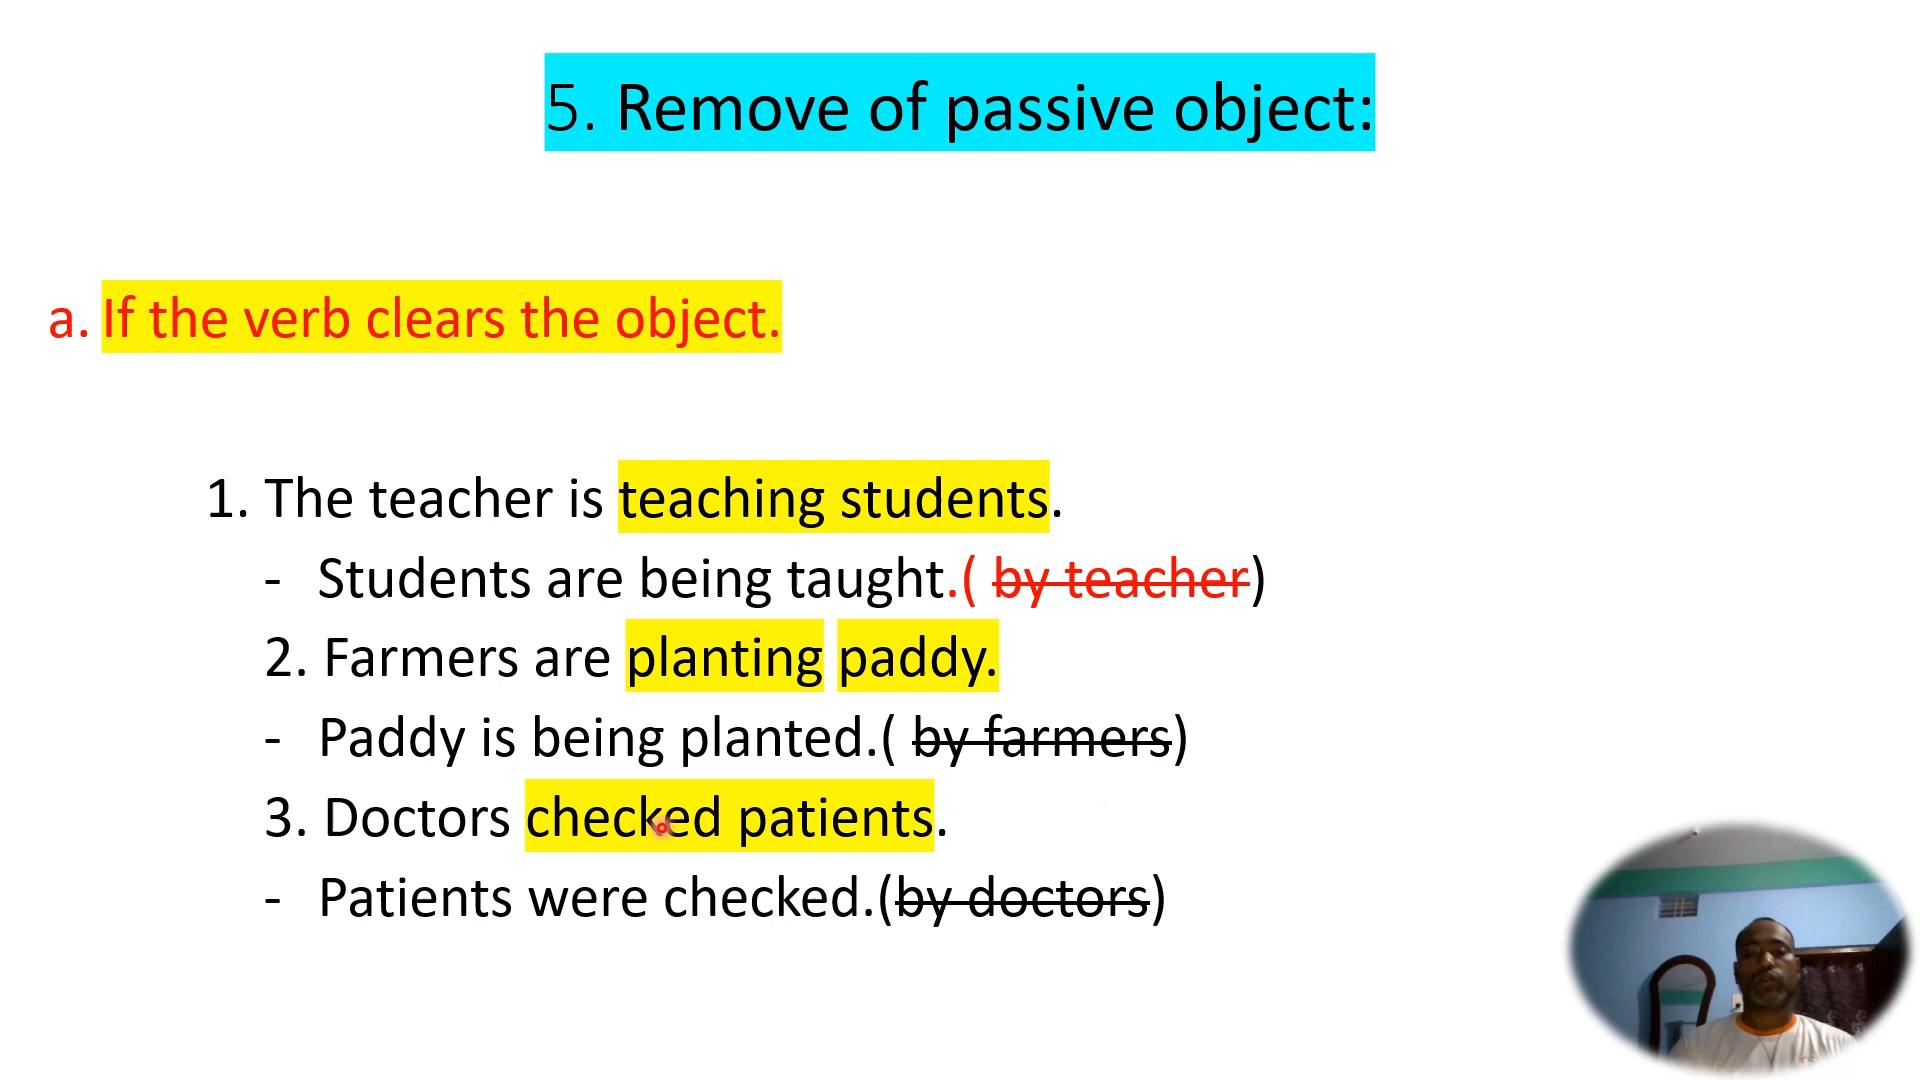 5. Remove of passive object:
a. If the verb clears the object.
1. The teacher is teaching students.
- Students are being taught.( by teacher)
2. Farmers are planting paddy.
- Paddy is being planted.( by farmers)
3. Doctors checked patients.
- Patients were checked.(by doctors)